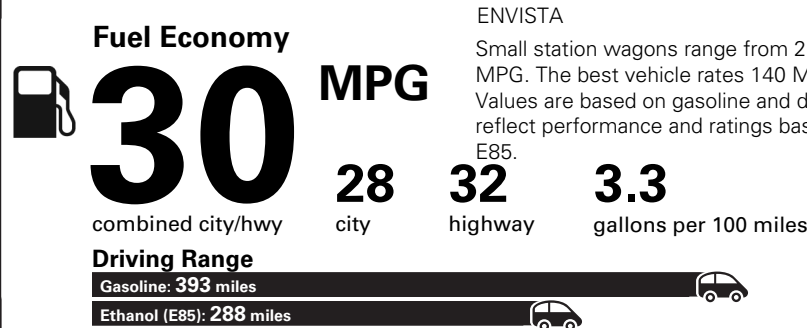 ENVISTA
Fuel Economy
30
MPG
Small station wagons range from
MPG. The best vehicle rates 140
Values are based on gasoline and
reflect performance and ratings
E85.
combined city/hwy
28
city
32
highway
3.3
gallons per 100 miles
Driving Range
Gasoline: 393 miles
Ethanol (E85): 288 miles